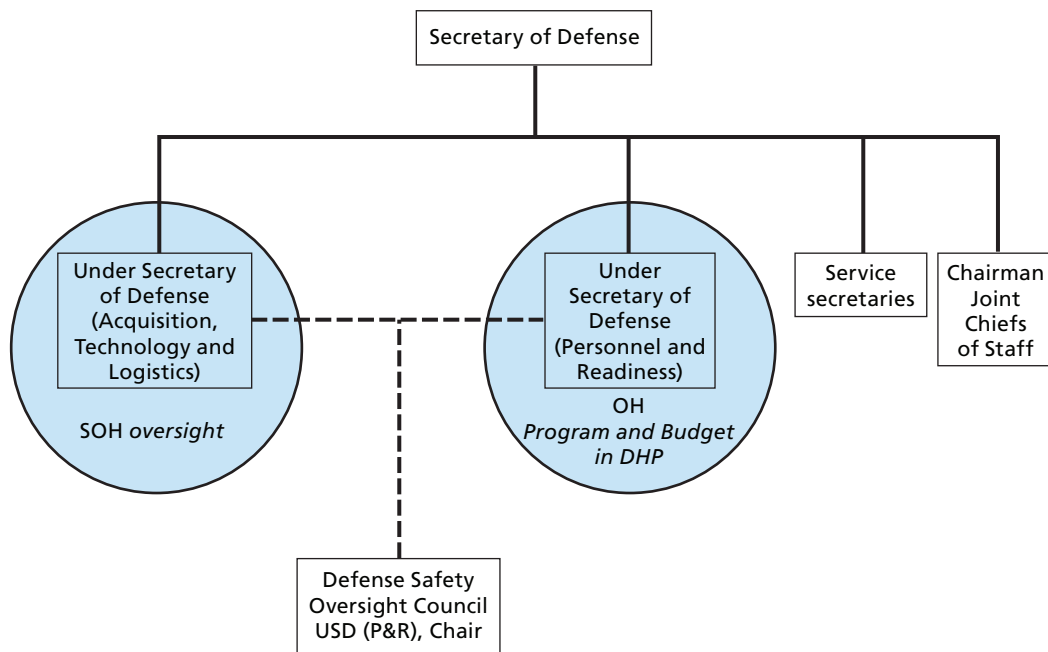 Secretary of Defense
Under Secretary
of Defense
(Acquisition,
Technology and
Logistics)
SOH oversight
Under
Secretary of
Defense
(Personnel and
Readiness)
OH
Program and Budget
in DHP
Service
secretaries
Chairman
Joint
Chiefs
of Staff
Defense Safety
Oversight Council
USD (P&R), Chair